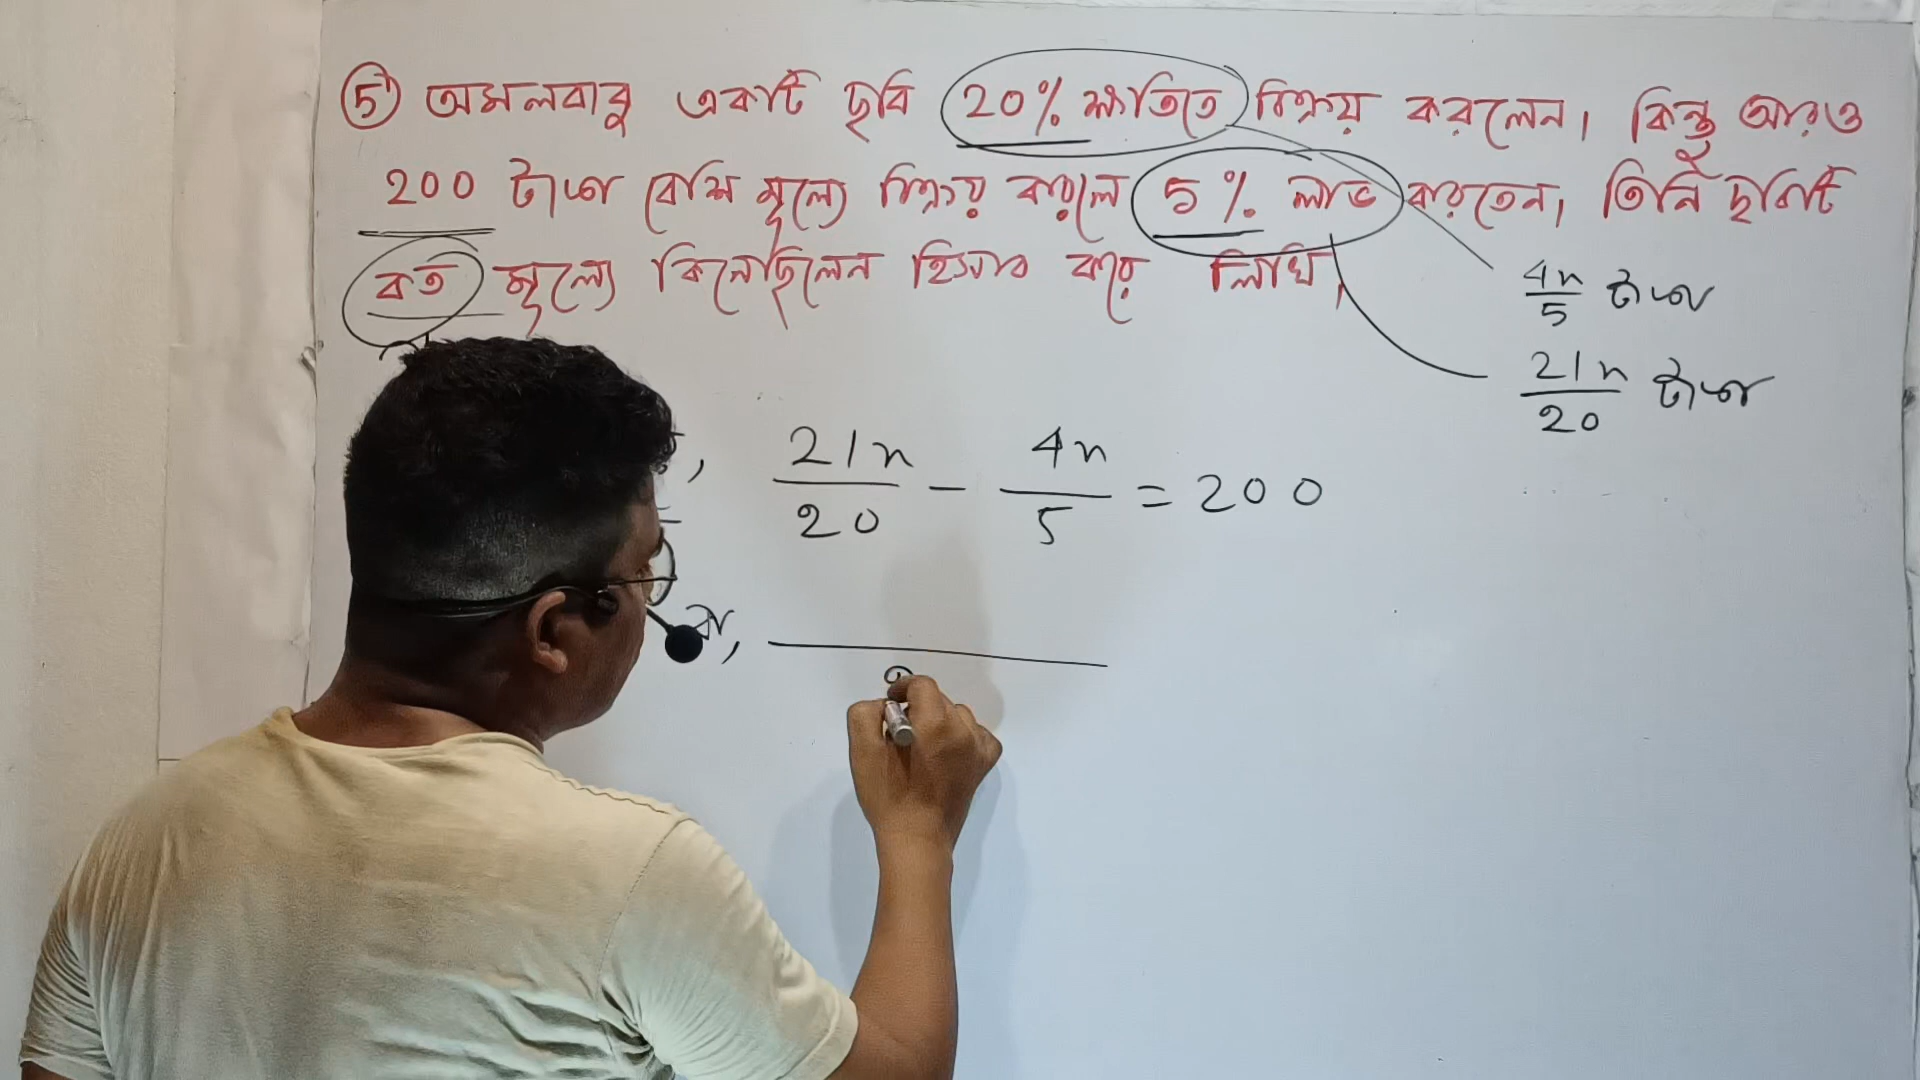 ⑤ অমলবাবু একটি ছবি 20% ক্ষতিতে বিক্রয় করলেন। কিন্তু আরও
200 টাকা বেশি মূল্যে বিক্রয় করলে 5% লাভ করতেন। তিনি ছবিটি
কত মূল্যে কিনেছিলেন হিসাব করে লিখি।
4x/5 টাকা
21x/20 টাকা
21x/20 - 4x/5 = 200
বা,